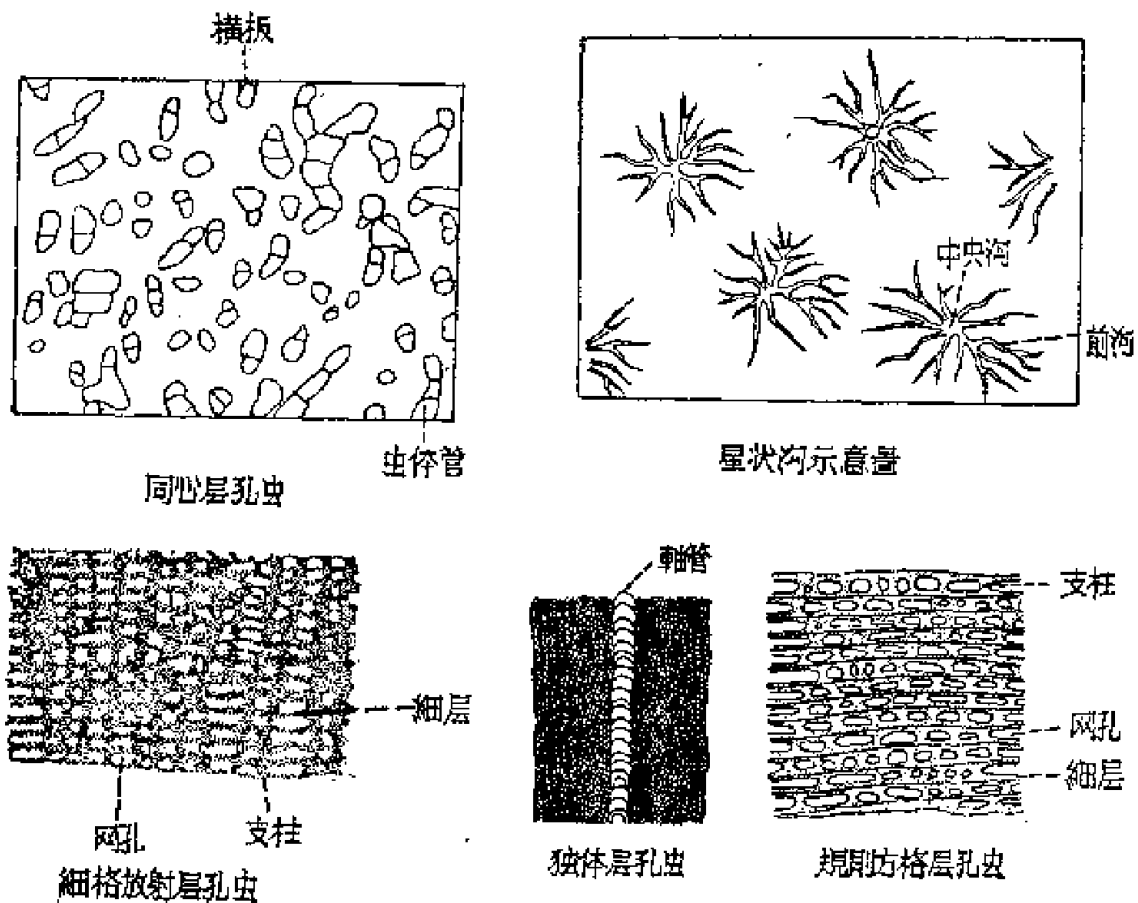 横扳
虫体管
同心层孔虫
中央沟
前沟
星状沟示意畳
細层
网孔
支柱
細格放射层孔虫
軸管
独体层孔虫
支柱
网孔
細层
規則方格层孔虫